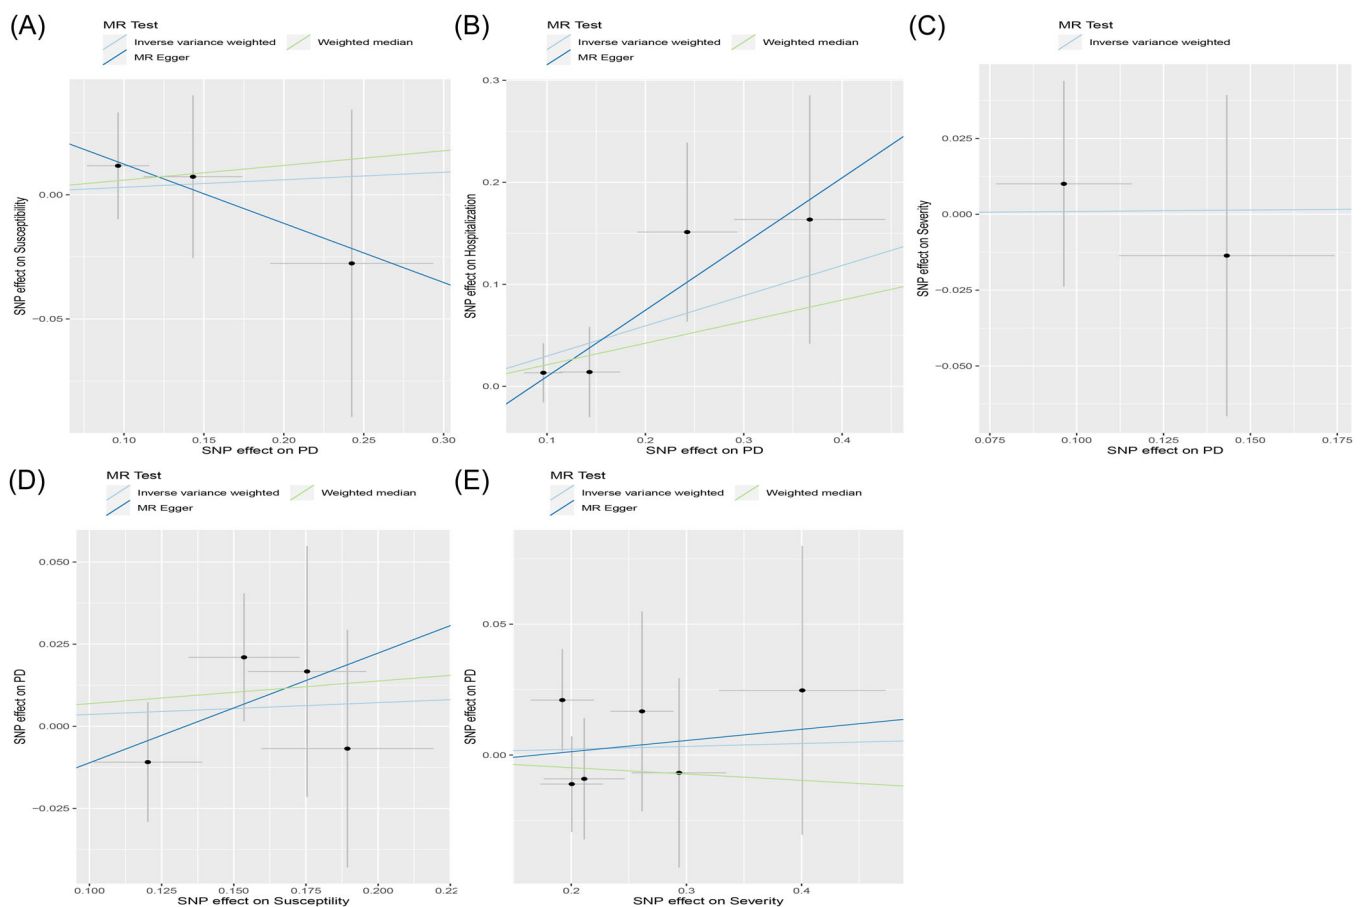 (A)
MR Test
Inverse variance weighted
Weighted median
MR Egger
SNP effect on Susceptibility
0.00
−0.05
0.10
0.15
0.20
0.25
0.30
SNP effect on PD
(B)
MR Test
Inverse variance weighted
Weighted median
MR Egger
SNP effect on Hospitalization
0.3
0.2
0.1
0.0
0.1
0.2
0.3
0.4
SNP effect on PD
(C)
MR Test
Inverse variance weighted
SNP effect on Severity
0.025
0.000
−0.025
−0.050
0.075
0.100
0.125
0.150
0.175
SNP effect on PD
(D)
MR Test
Inverse variance weighted
Weighted median
MR Egger
SNP effect on PD
0.050
0.025
0.000
−0.025
0.100
0.125
0.150
0.175
0.200
0.22
SNP effect on Susceptility
(E)
MR Test
Inverse variance weighted
Weighted median
MR Egger
SNP effect on PD
0.05
0.00
0.2
0.3
0.4
SNP effect on Severity